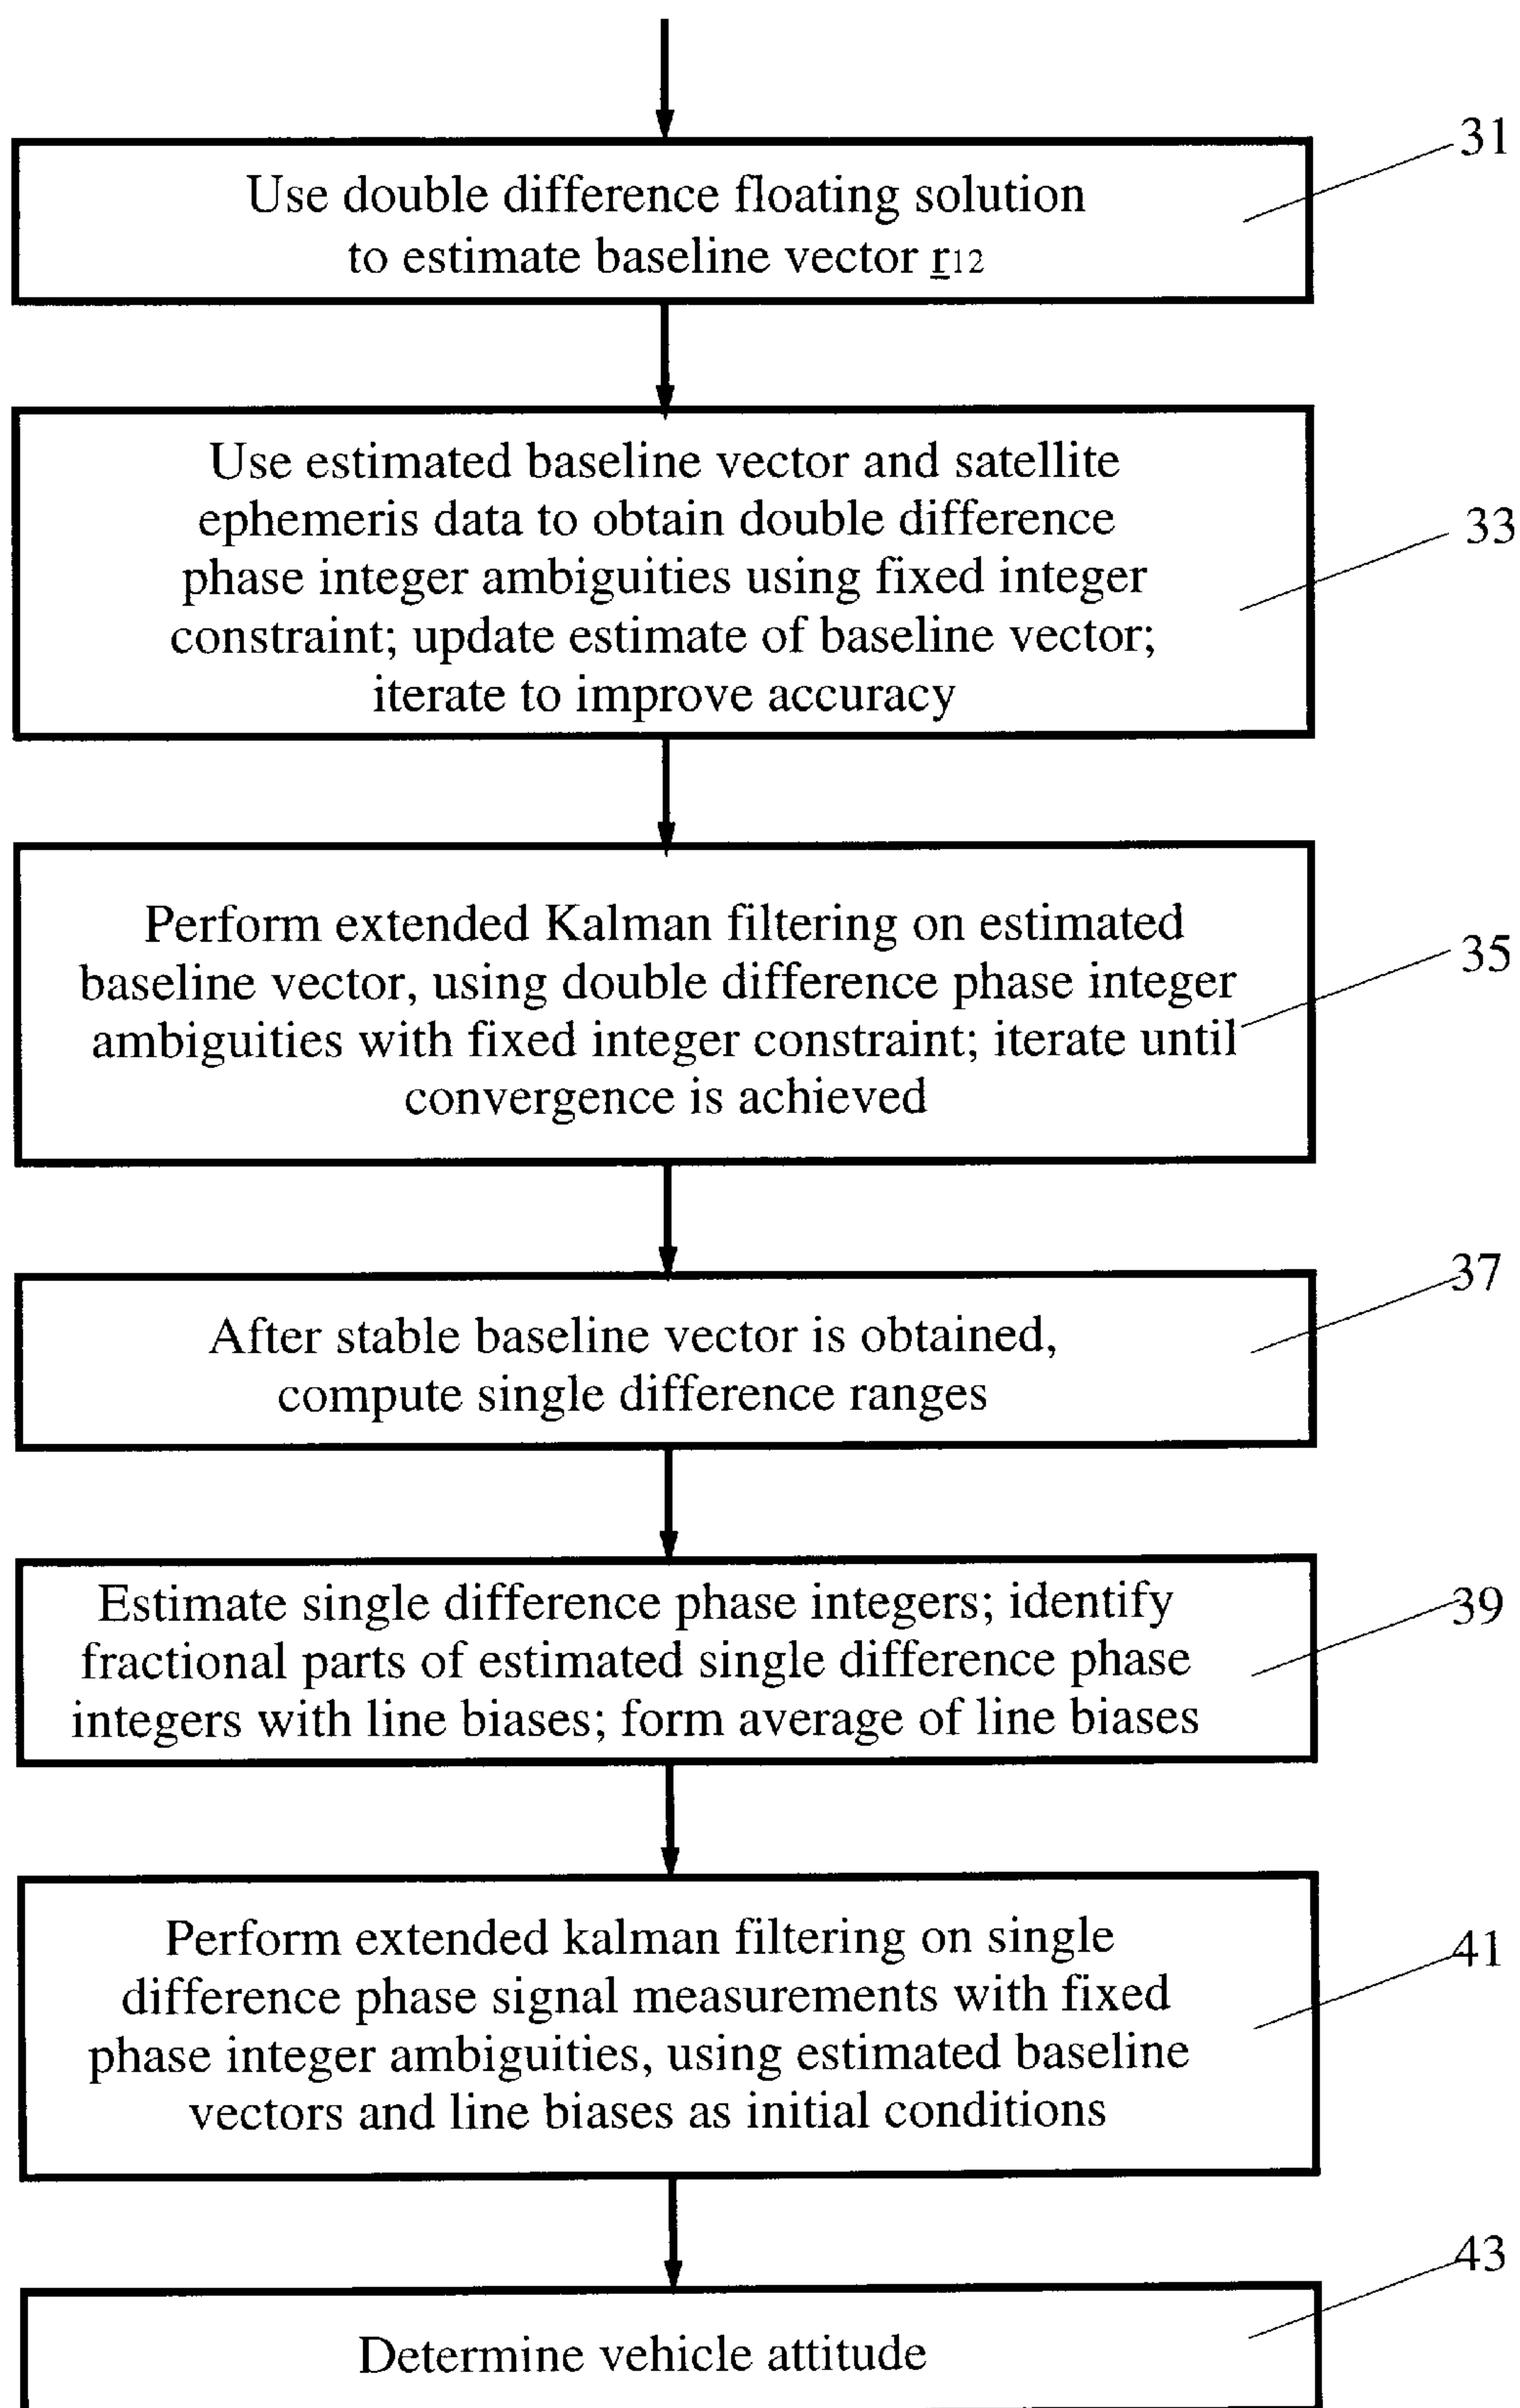 31
Use double difference floating solution
to estimate baseline vector r12
Use estimated baseline vector and satellite
ephemeris data to obtain double difference
phase integer ambiguities using fixed integer
constraint; update estimate of baseline vector;
iterate to improve accuracy
33
Perform extended Kalman filtering on estimated
baseline vector, using double difference phase integer
ambiguities with fixed integer constraint; iterate until
convergence is achieved
35
37
After stable baseline vector is obtained,
compute single difference ranges
Estimate single difference phase integers; identify
fractional parts of estimated single difference phase
integers with line biases; form average of line biases
39
Perform extended kalman filtering on single
difference phase signal measurements with fixed
phase integer ambiguities, using estimated baseline
vectors and line biases as initial conditions
41
43
Determine vehicle attitude